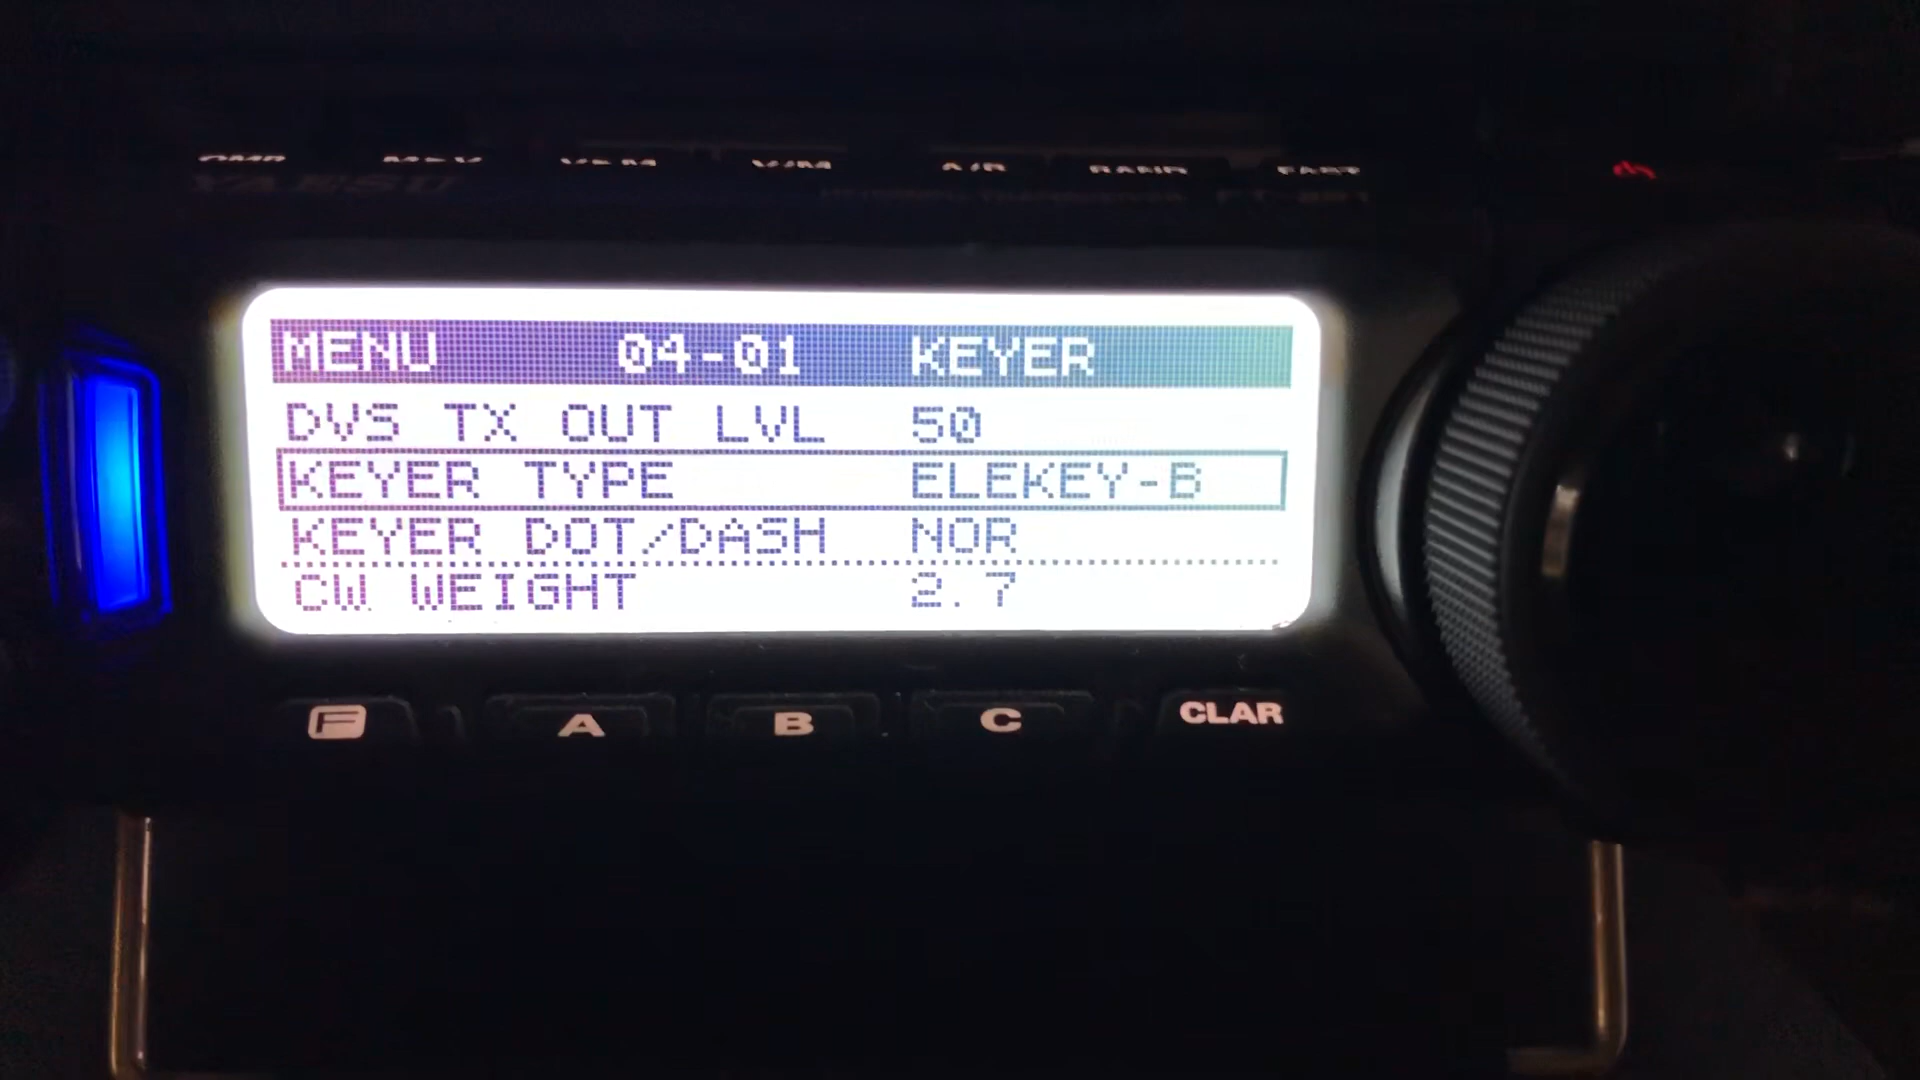 YAESU
MENU 04-01 KEYER
DVS TX OUT LVL 50
KEYER TYPE ELEKEY-B
KEYER DOT/DASH NOR
CW WEIGHT 2.7
F A B C CLAR